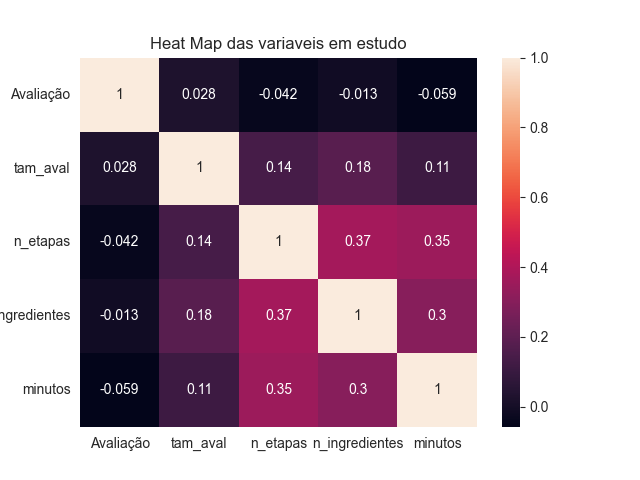 Heat Map das variaveis em estudo
Avaliação 1 0.028 -0.042 -0.013 -0.059
tam_aval 0.028 1 0.14 0.18 0.11
n_etapas -0.042 0.14 1 0.37 0.35
ngredientes -0.013 0.18 0.37 1 0.3
minutos -0.059 0.11 0.35 0.3 1
Avaliação tam_aval n_etapas n_ingredientes minutos
1.0
0.8
0.6
0.4
0.2
0.0